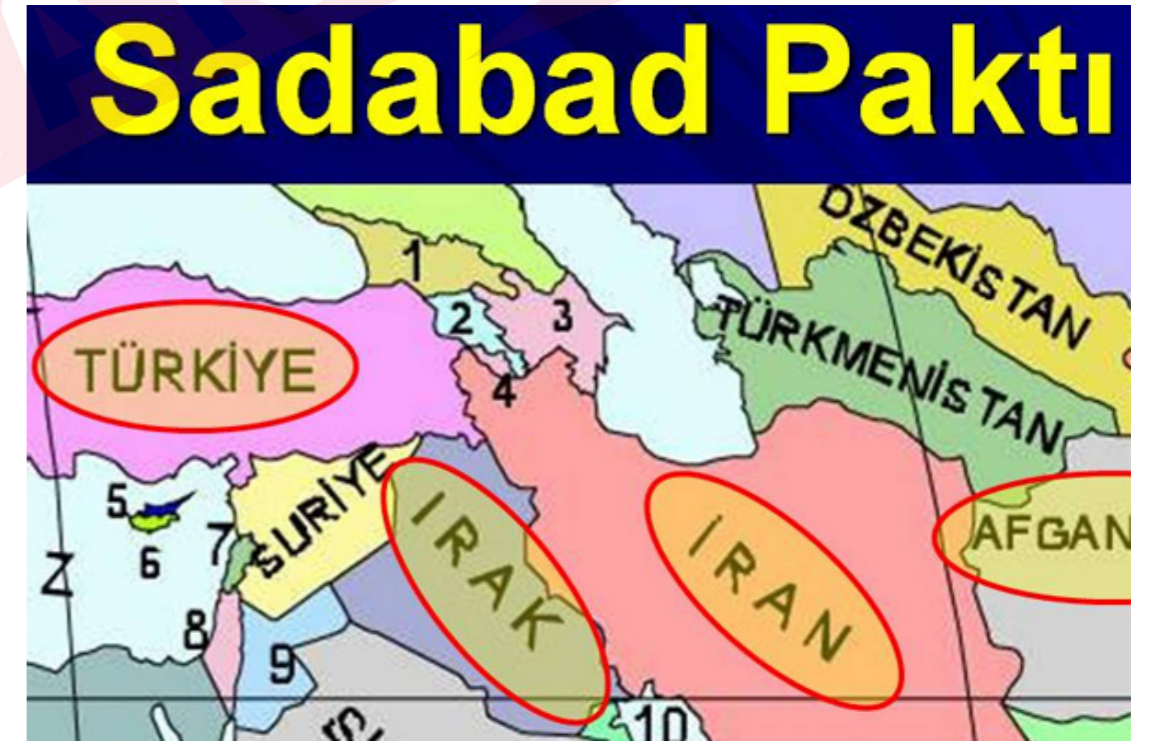 Sadabad Paktı
ÖZBEKİSTAN
1
2
3
TÜRKMENİSTAN
TÜRKİYE
4
SURİYE
IRAK
İRAN
AFGAN
5
6
7
Z
8
9
10